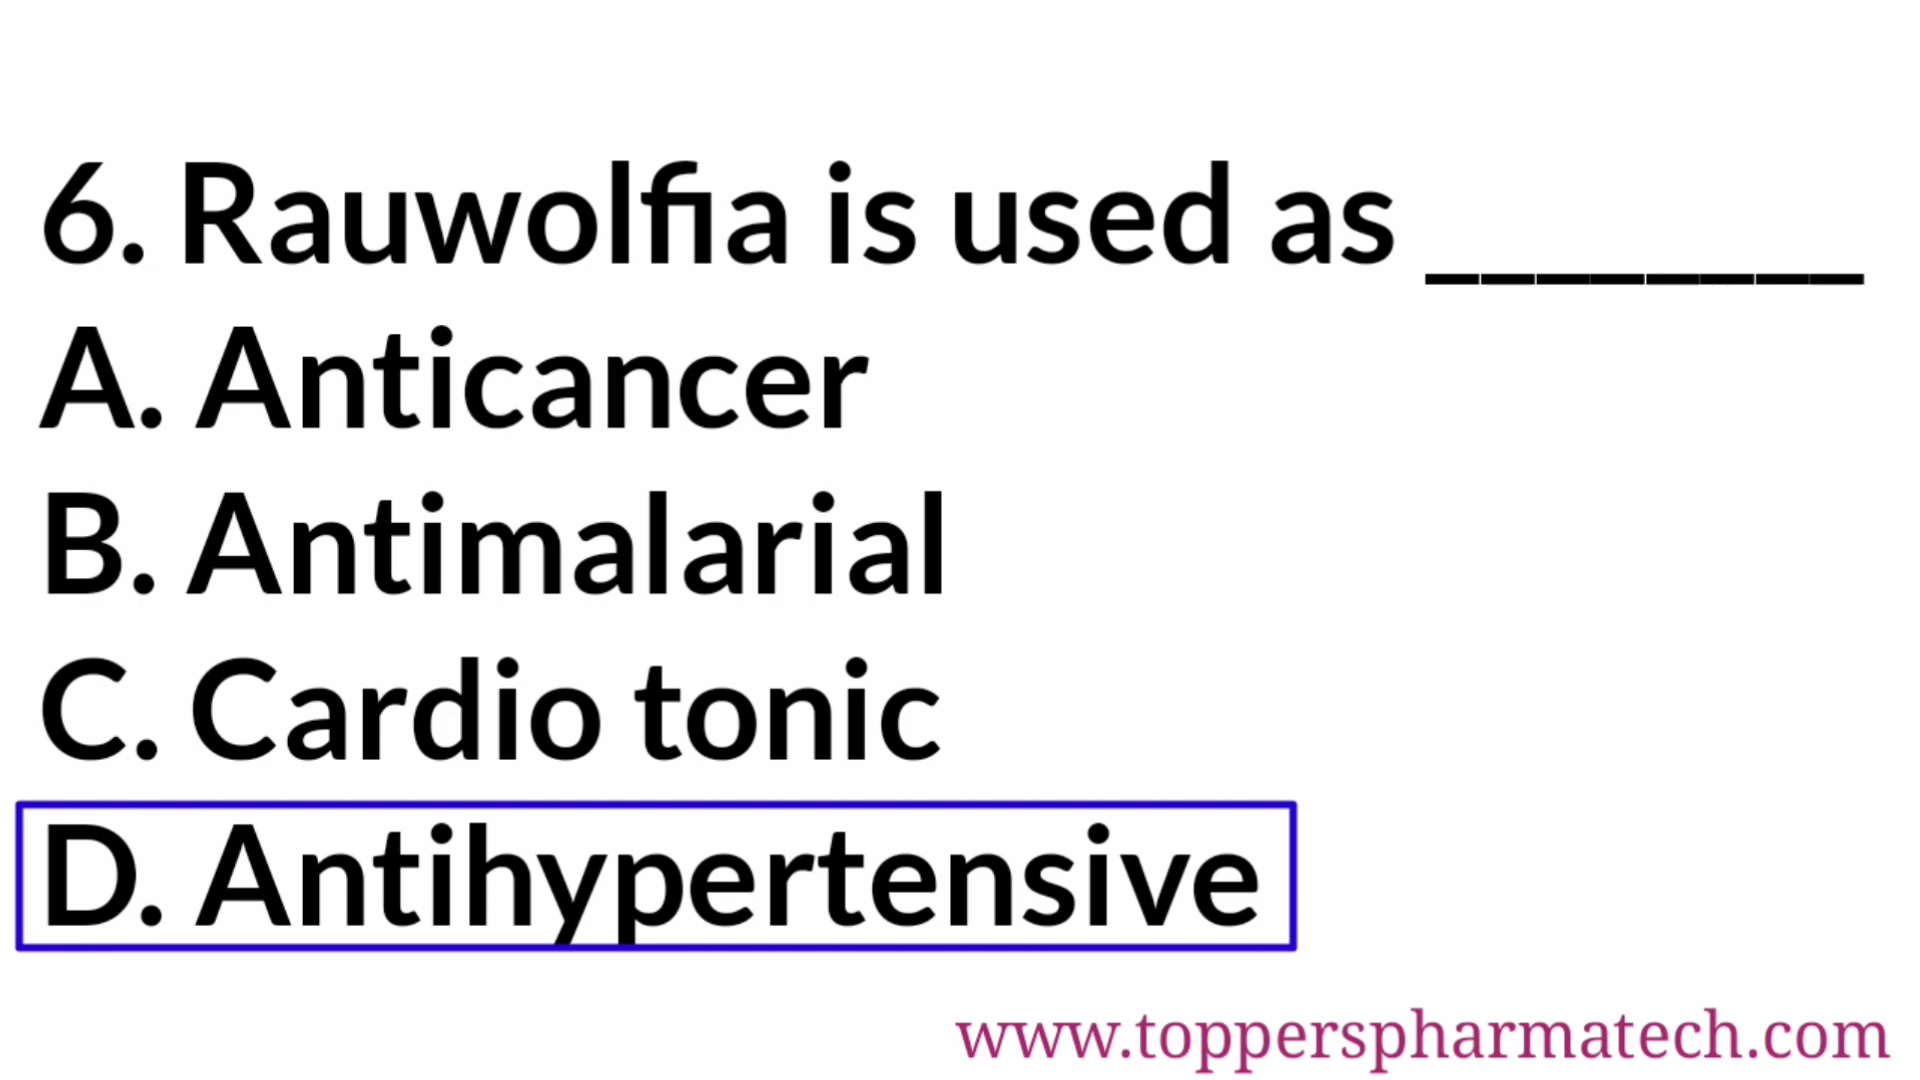 6. Rauwolfia is used as ________
A. Anticancer
B. Antimalarial
C. Cardio tonic
D. Antihypertensive
www.topperspharmatech.com